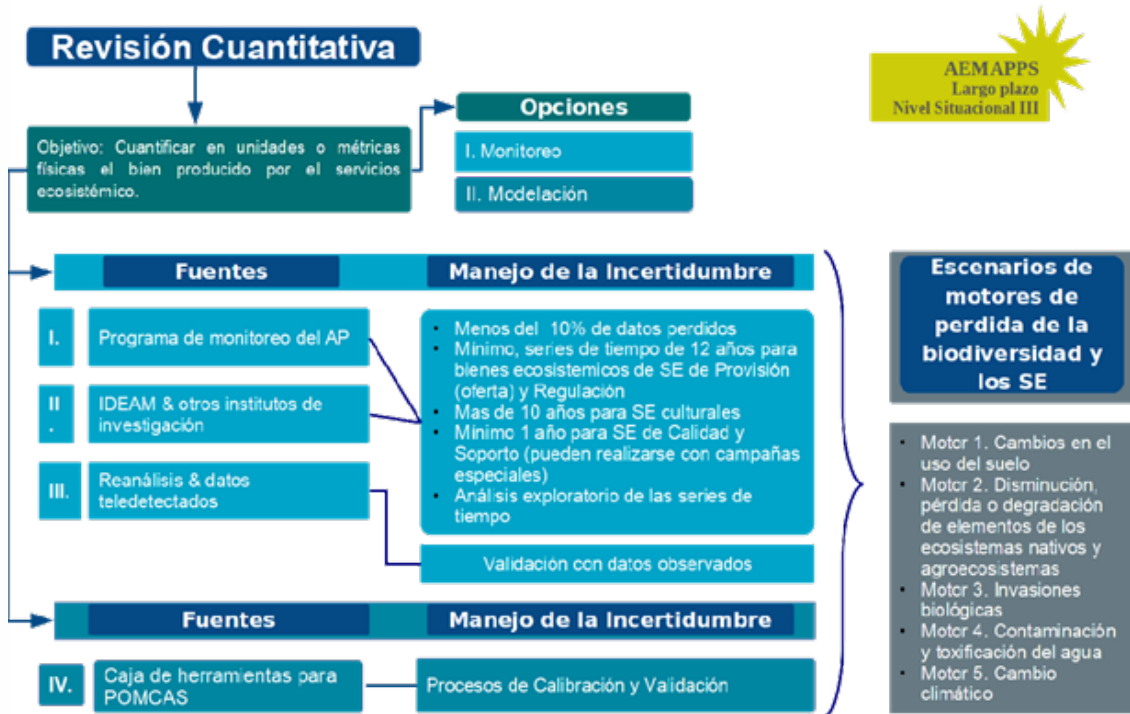 Revisión Cuantitativa
AEMAPPS
Largo plazo
Nivel Situacional III
Objetivo: Cuantificar en unidades o métricas
físicas el bien producido por el servicios
ecosistémico.
Opciones
I. Monitoreo
II. Modelación
Fuentes
Manejo de la Incertidumbre
I.
Programa de monitoreo del AP
II
.
IDEAM & otros institutos de
investigación
III.
Reanálisis & datos
teledetectados
• Menos del 10% de datos perdidos
• Mínimo, series de tiempo de 12 años para
bienes ecosistemicos de SE de Provisión
(oferta) y Regulación
• Mas de 10 años para SE culturales
• Mínimo 1 año para SE de Calidad y
Soporto (pueden realizarse con campañas
especiales)
• Análisis exploratorio de las series de
tiempo
Validación con datos observados
Fuentes
Manejo de la Incertidumbre
IV.
Caja de herramientas para
POMCAS
Procesos de Calibración y Validación
Escenarios de
motores de
perdida de la
biodiversidad y
los SE
• Motor 1. Cambios en el
uso del suelo
• Motor 2. Disminución,
pérdida o degradación
de elementos de los
ecosistemas nativos y
agroecosistemas
• Motor 3. Invasiones
biológicas
• Motor 4. Contaminación
y toxificación del agua
• Motor 5. Cambio
climático